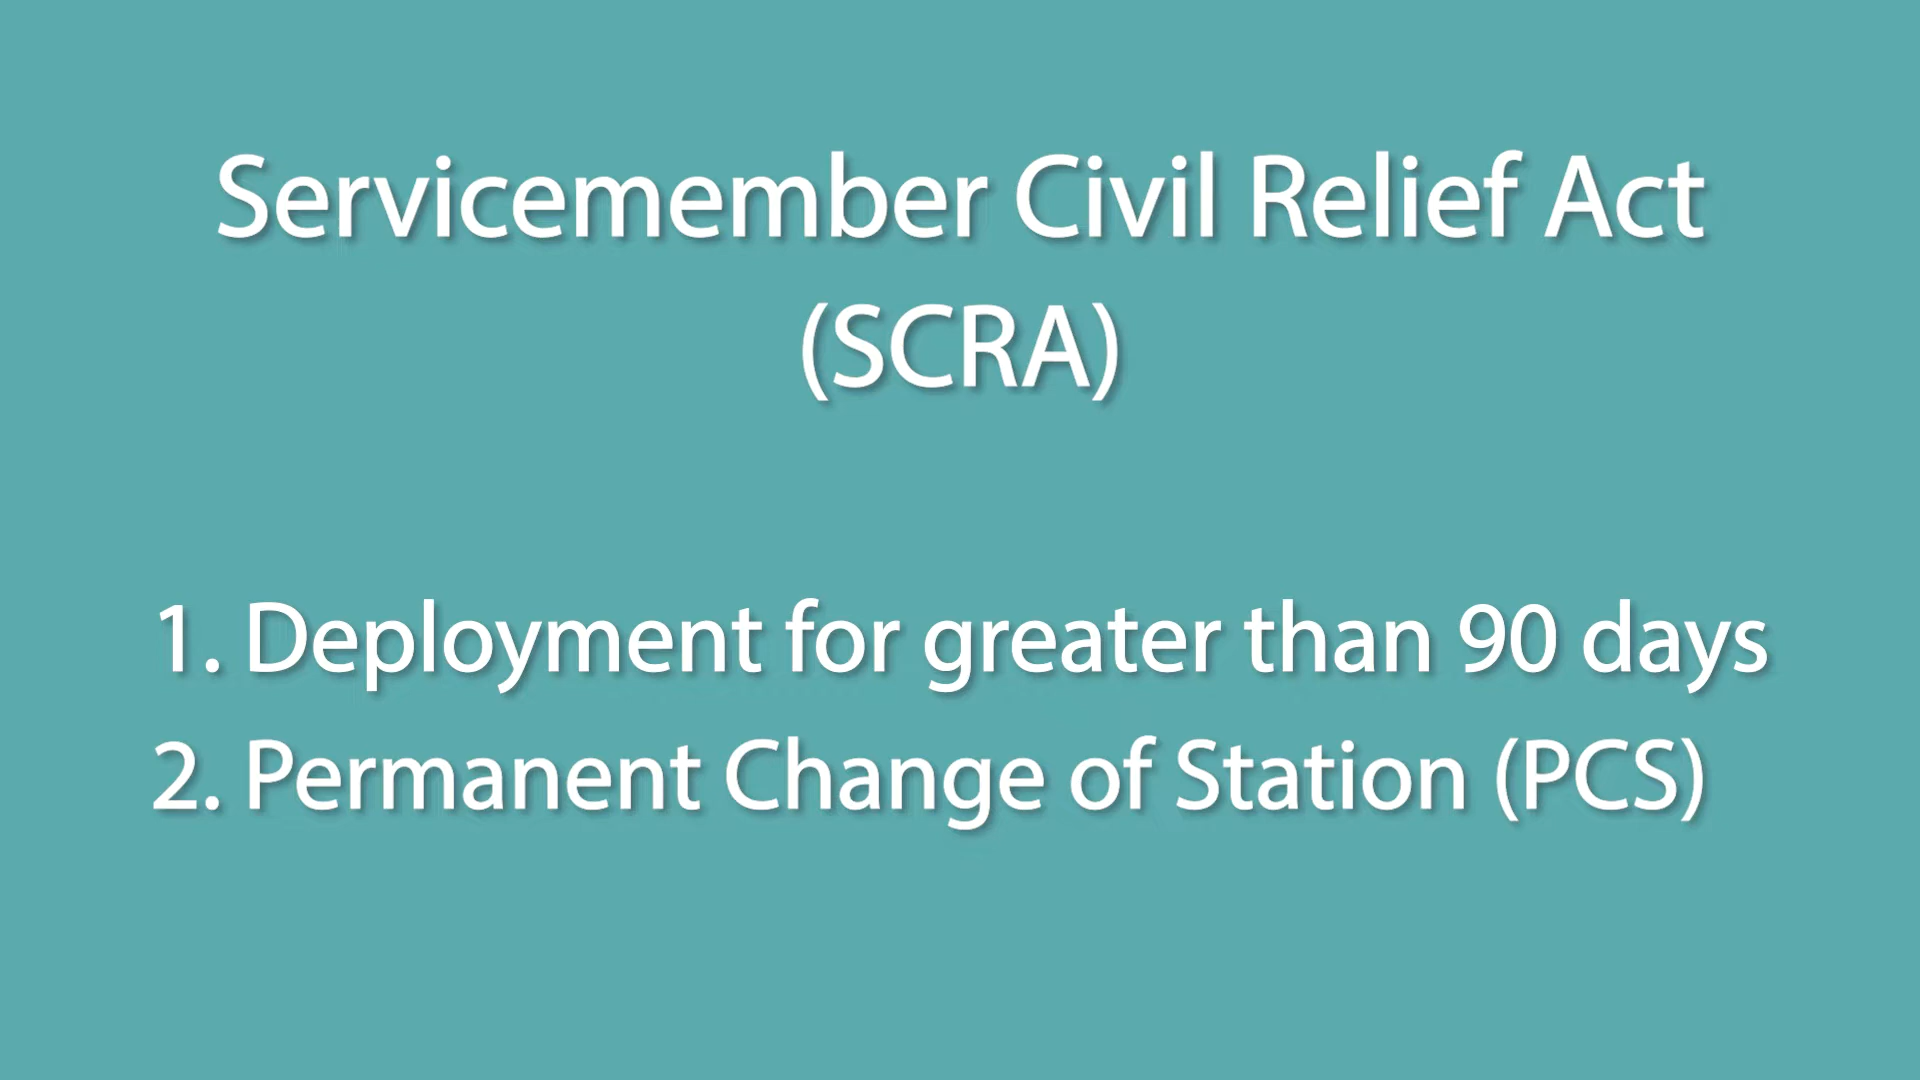 Servicemember Civil Relief Act
(SCRA)
1. Deployment for greater than 90 days
2. Permanent Change of Station (PCS)